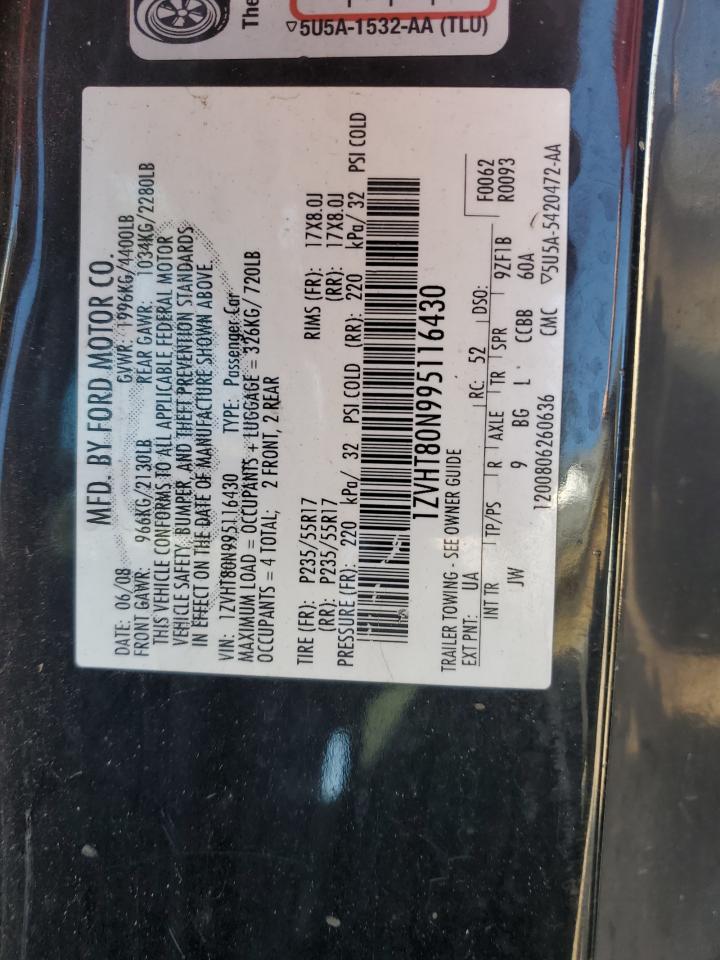 The
▽5U5A-1532-AA (TLU)
MFD. BY FORD MOTOR CO.
DATE: 06/08 GVWR: 1996KG/4400LB
FRONT GAWR: 966KG/2130LB REAR GAWR: 1034KG/2280LB
THIS VEHICLE CONFORMS TO ALL APPLICABLE FEDERAL MOTOR
VEHICLE SAFETY, BUMPER, AND THEFT PREVENTION STANDARDS
IN EFFECT ON THE DATE OF MANUFACTURE SHOWN ABOVE.
VIN: 1ZVHT80N995116430 TYPE: Passenger Car
MAXIMUM LOAD = OCCUPANTS + LUGGAGE = 326KG/ 720LB
OCCUPANTS = 4 TOTAL; 2 FRONT, 2 REAR
TIRE (FR): P235/55R17 RIMS (FR): 17X8.0J
(RR): P235/55R17 (RR): 17X8.0J
PRESSURE (FR): 220 kPa/ 32 PSI COLD (RR): 220 kPa/ 32 PSI COLD
1ZVHT80N995116430
TRAILER TOWING - SEE OWNER GUIDE
EXT PNT: UA RC: 52 DSO: F0062
INT TR TP/PS R AXLE TR SPR R0093
JW 9 BG L CCBB 9ZF1B 60A
1200806260636 CMC ▽5U5A-5420472-AA